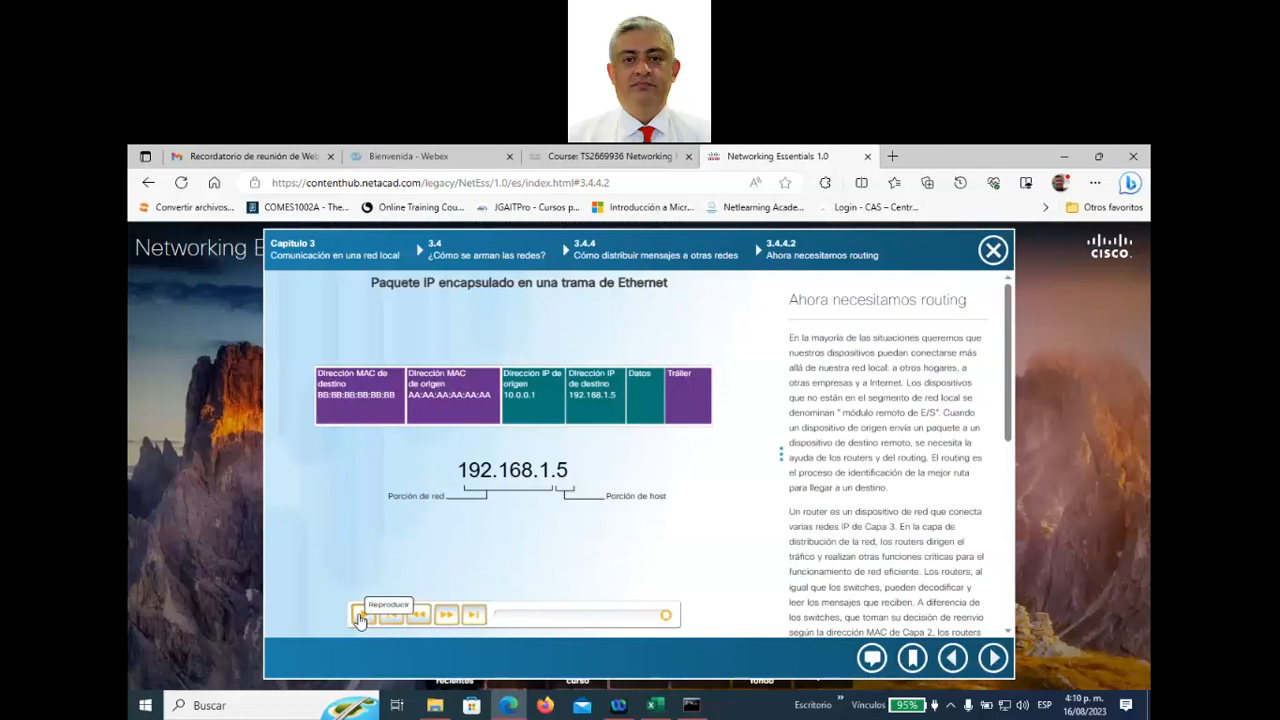 Recordatorio de reunión de Web
Bienvenida - Webex
Course: TS2669936 Networking
Networking Essentials 1.0
https://contenthub.netacad.com/legacy/NetEss/1.0/es/index.html#3.4.4.2
Convertir archivos...
COMES1002A - The...
Online Training Cou...
JGAITPro - Cursos p...
Introducción a Micr...
Netlearning Acade...
Login - CAS – Centr...
Otros favoritos
Networking E
CISCO
Capítulo 3
Comunicación en una red local
3.4
¿Cómo se arman las redes?
3.4.4
Cómo distribuir mensajes a otras redes
3.4.4.2
Ahora necesitamos routing
Paquete IP encapsulado en una trama de Ethernet
Dirección MAC de
destino
BB:BB:BB:BB:BB:BB
Dirección MAC
de origen
AA:AA:AA:AA:AA:AA
Dirección IP de
origen
10.0.0.1
Dirección IP
de destino
192.168.1.5
Datos
Tráiler
192.168.1.5
Porción de red
Porción de host
Reproducir
Ahora necesitamos routing
En la mayoría de las situaciones queremos que
nuestros dispositivos puedan conectarse más
allá de nuestra red local: a otros hogares, a
otras empresas y a Internet. Los dispositivos
que no están en el segmento de red local se
denominan " módulo remoto de E/S". Cuando
un dispositivo de origen envía un paquete a un
dispositivo de destino remoto, se necesita la
ayuda de los routers y del routing. El routing es
el proceso de identificación de la mejor ruta
para llegar a un destino.
Un router es un dispositivo de red que conecta
varias redes IP de Capa 3. En la capa de
distribución de la red, los routers dirigen el
tráfico y realizan otras funciones críticas para el
funcionamiento de red eficiente. Los routers, al
igual que los switches, pueden decodificar y
leer los mensajes que reciben. A diferencia de
los switches, que toman su decisión de reenvío
según la dirección MAC de Capa 2, los routers
recientes
curso
fondo
Buscar
Escritorio
Vínculos
95%
ESP
4:10 p. m.
16/08/2023